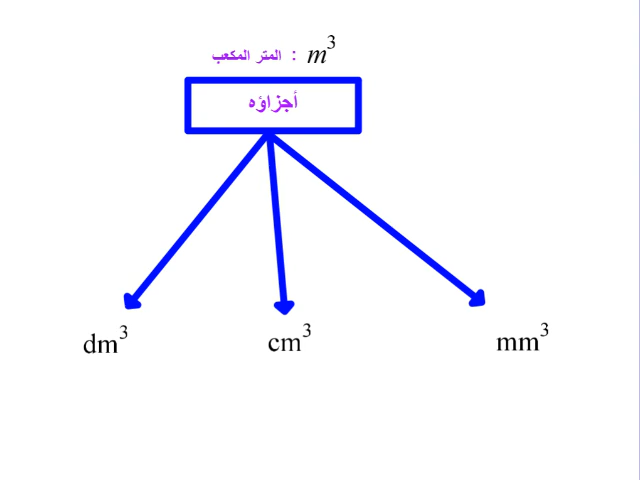 المتر المكعب : m³
أجزاؤه
dm³ cm³ mm³